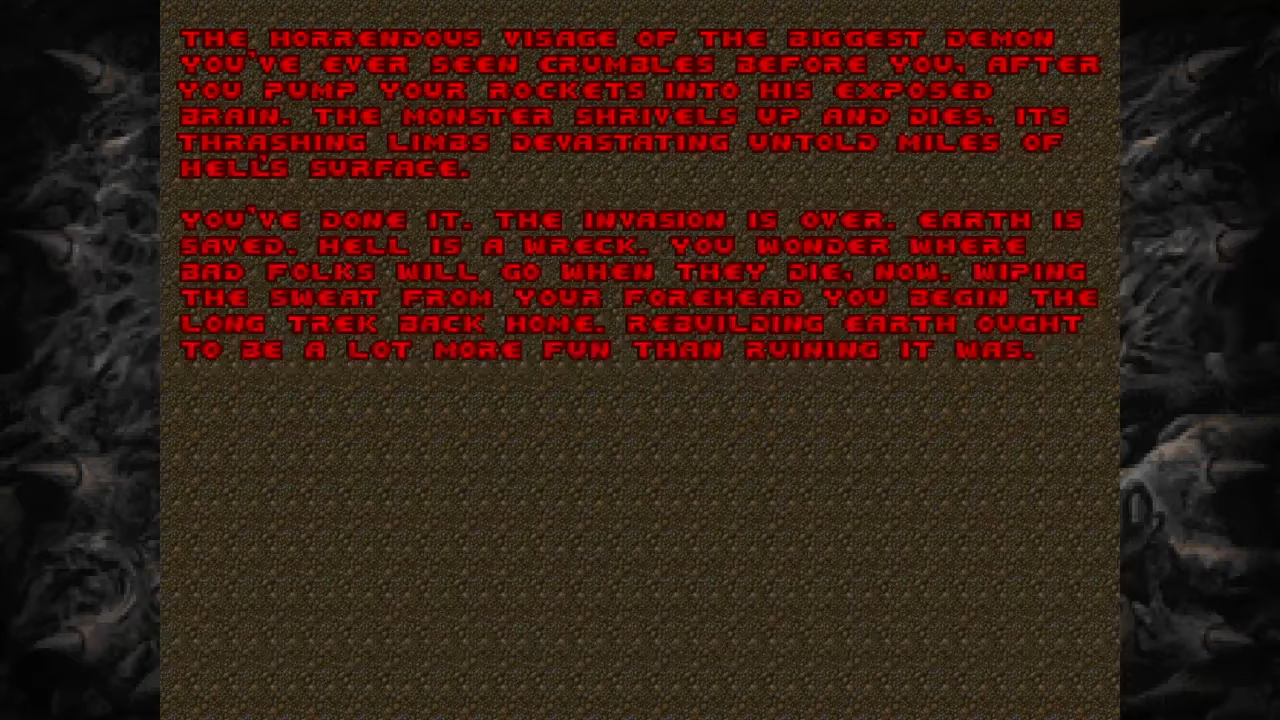 THE HORRENDOUS VISAGE OF THE BIGGEST DEMON
YOU'VE EVER SEEN CRUMBLES BEFORE YOU, AFTER
YOU PUMP YOUR ROCKETS INTO HIS EXPOSED
BRAIN. THE MONSTER SHRIVELS UP AND DIES, ITS
THRASHING LIMBS DEVASTATING UNTOLD MILES OF
HELL'S SURFACE.
YOU'VE DONE IT. THE INVASION IS OVER. EARTH IS
SAVED. HELL IS A WRECK. YOU WONDER WHERE
BAD FOLKS WILL GO WHEN THEY DIE, NOW. WIPING
THE SWEAT FROM YOUR FOREHEAD YOU BEGIN THE
LONG TREK BACK HOME. REBUILDING EARTH OUGHT
TO BE A LOT MORE FUN THAN RUINING IT WAS.